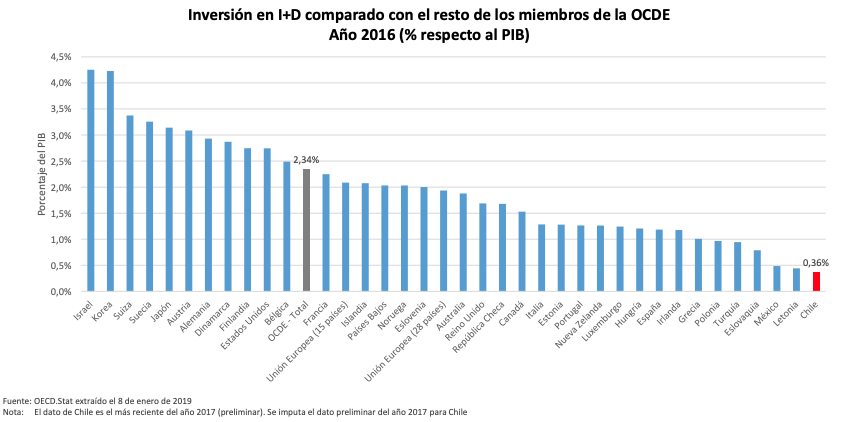 Inversión en I+D comparado con el resto de los miembros de la OCDE
Año 2016 (% respecto al PIB)
Porcentaje del PIB
4,5%
4,0%
3,5%
3,0%
2,5%
2,0%
1,5%
1,0%
0,5%
0,0%
2,34%
0,36%
Israel
Korea
Suiza
Suecia
Japón
Austria
Alemania
Dinamarca
Finlandia
Estados Unidos
Bélgica
OCDE - Total
Francia
Unión Europea (15 países)
Islandia
Países Bajos
Noruega
Eslovenia
Unión Europea (28 países)
Australia
Reino Unido
República Checa
Canadá
Italia
Estonia
Portugal
Nueva Zelanda
Luxemburgo
Hungría
España
Irlanda
Grecia
Polonia
Turquía
Eslovaquia
México
Letonia
Chile
Fuente: OECD.Stat extraído el 8 de enero de 2019
Nota: El dato de Chile es el más reciente del año 2017 (preliminar). Se imputa el dato preliminar del año 2017 para Chile